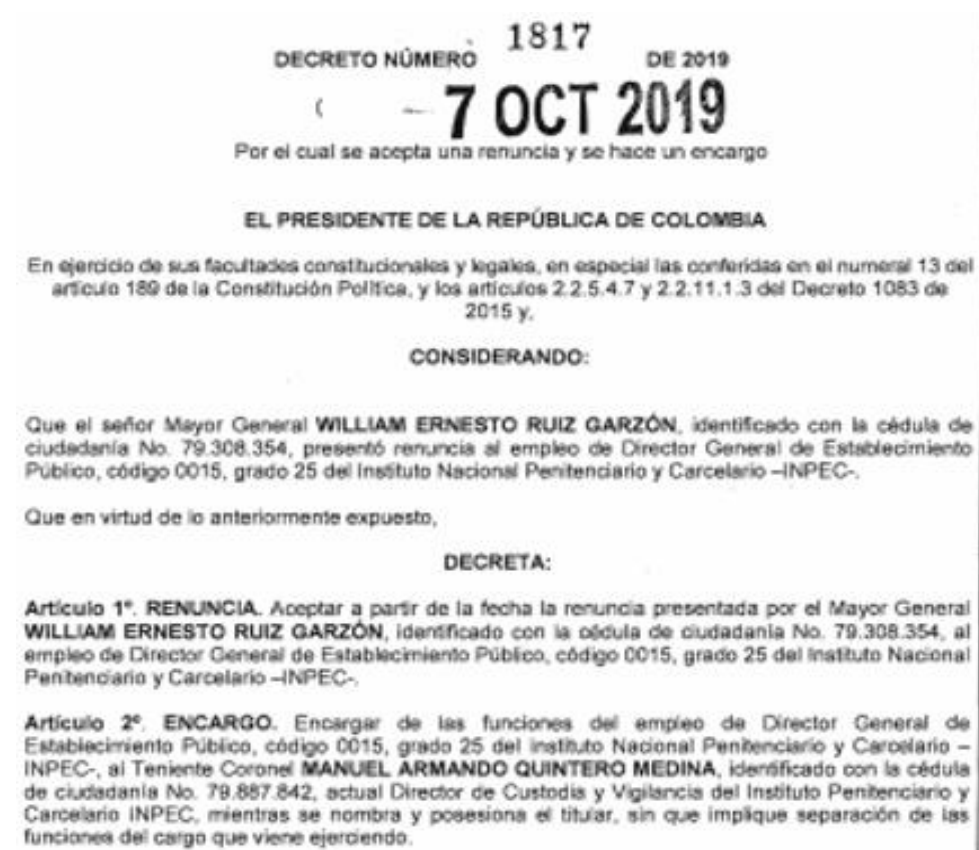 1817
DECRETO NÚMERO DE 2019
7 OCT 2019
Por el cual se acepta una renuncia y se hace un encargo
EL PRESIDENTE DE LA REPÚBLICA DE COLOMBIA
En ejercicio de sus facultades constitucionales y legales, en especial las conferidas en el numeral 13 del
artículo 189 de la Constitución Política, y los artículos 2.2.5.4.7 y 2.2.11.1.3 del Decreto 1083 de
2015 y,
CONSIDERANDO:
Que el señor Mayor General WILLIAM ERNESTO RUIZ GARZÓN, identificado con la cédula de
ciudadanía No. 79.308.354, presentó renuncia al empleo de Director General de Establecimiento
Público, código 0015, grado 25 del Instituto Nacional Penitenciario y Carcelario –INPEC-.
Que en virtud de lo anteriormente expuesto,
DECRETA:
Artículo 1º. RENUNCIA. Aceptar a partir de la fecha la renuncia presentada por el Mayor General
WILLIAM ERNESTO RUIZ GARZÓN, identificado con la cédula de ciudadanía No. 79.308.354, al
empleo de Director General de Establecimiento Público, código 0015, grado 25 del Instituto Nacional
Penitenciario y Carcelario –INPEC-.
Artículo 2º. ENCARGO. Encargar de las funciones del empleo de Director General de
Establecimiento Público, código 0015, grado 25 del Instituto Nacional Penitenciario y Carcelario –
INPEC-, al Teniente Coronel MANUEL ARMANDO QUINTERO MEDINA, identificado con la cédula
de ciudadanía No. 79.887.842, actual Director de Custodia y Vigilancia del Instituto Penitenciario y
Carcelario INPEC, mientras se nombra y posesiona el titular, sin que implique separación de las
funciones del cargo que viene ejerciendo.